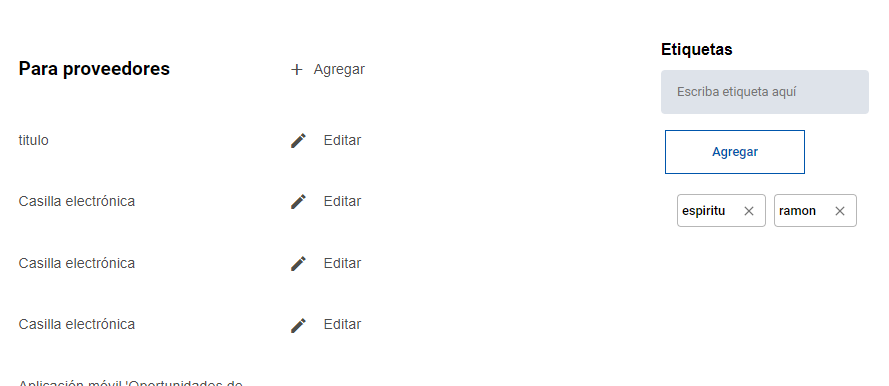 Para proveedores
Agregar
titulo
Editar
Casilla electrónica
Editar
Casilla electrónica
Editar
Casilla electrónica
Editar
Aplicación móvil 'Oportunidades de
Etiquetas
Escriba etiqueta aquí
Agregar
espiritu
ramon